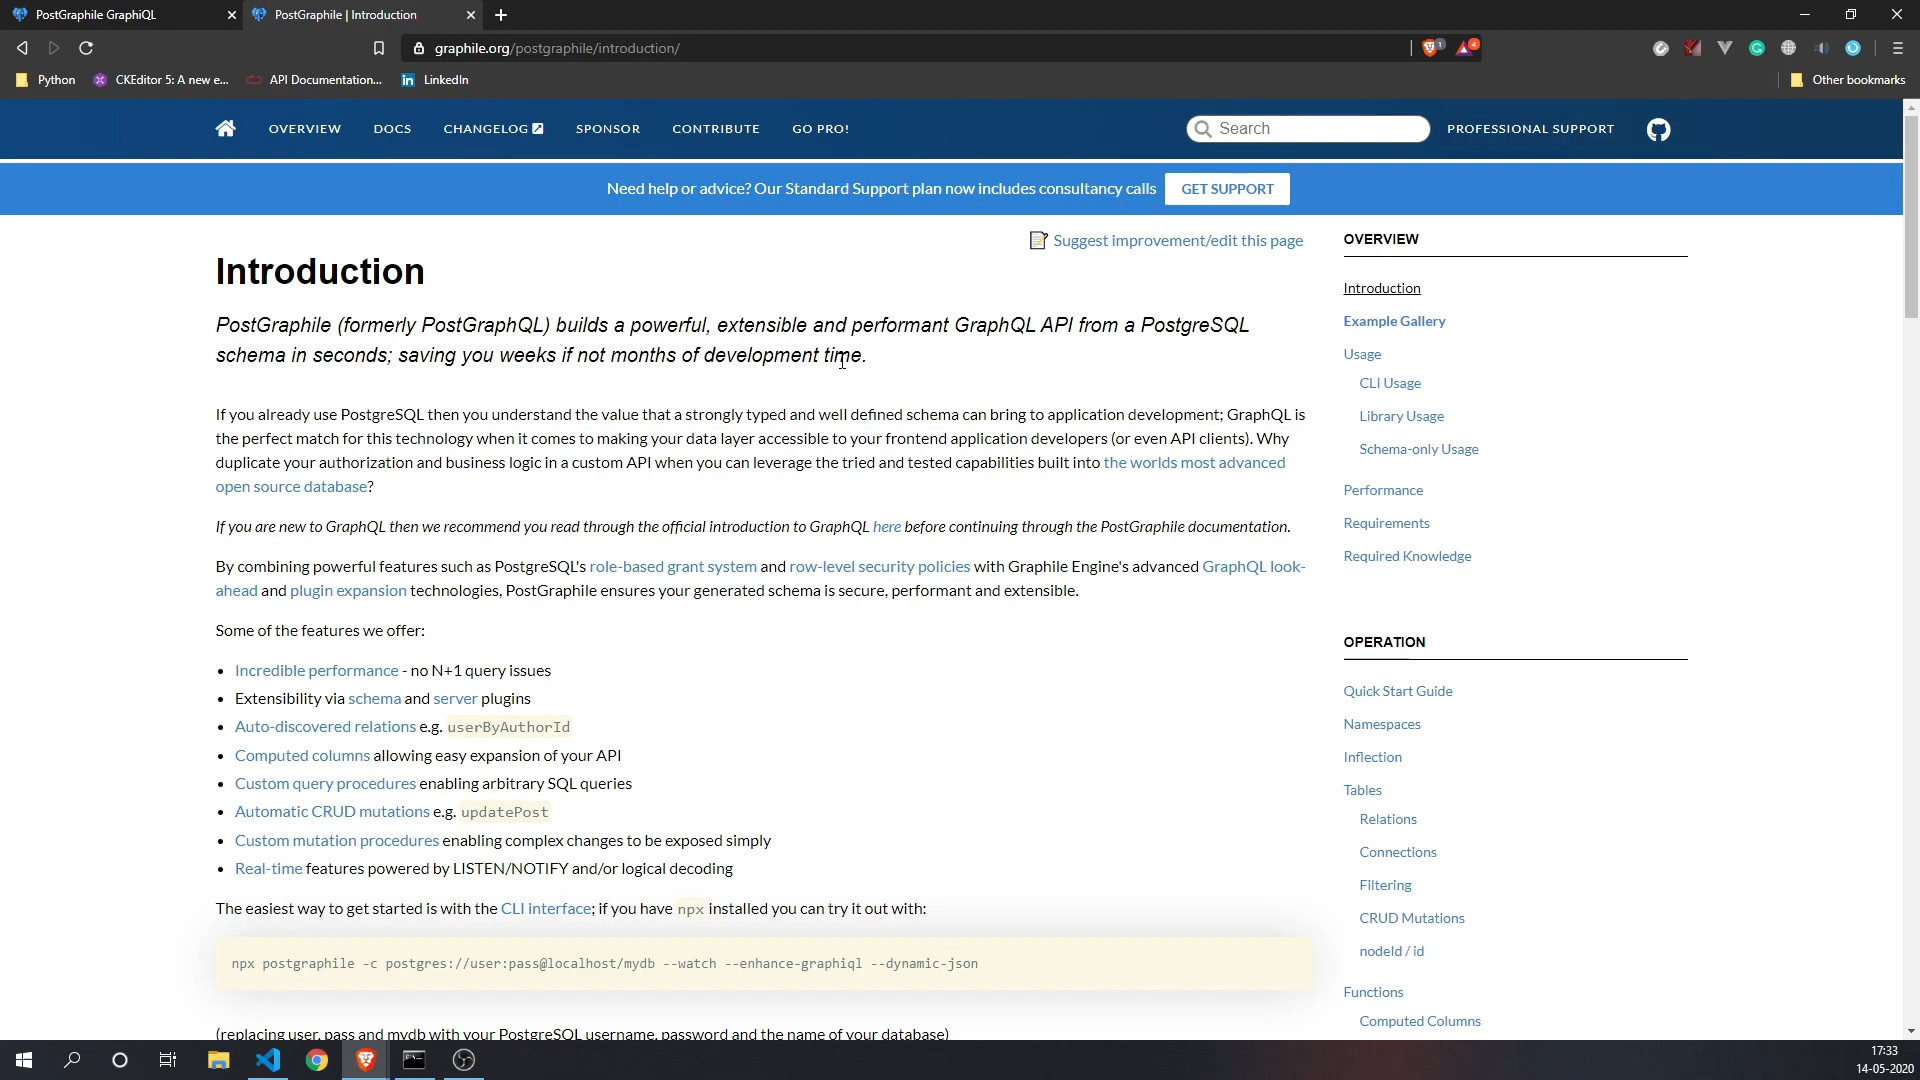 PostGraphile GraphiQL
PostGraphile | Introduction
graphile.org/postgraphile/introduction/
1
4
Python
CKEditor 5: A new e...
API Documentation...
LinkedIn
Other bookmarks
OVERVIEW
DOCS
CHANGELOG
SPONSOR
CONTRIBUTE
GO PRO!
Search
PROFESSIONAL SUPPORT
Need help or advice? Our Standard Support plan now includes consultancy calls
GET SUPPORT
Suggest improvement/edit this page
Introduction
PostGraphile (formerly PostGraphQL) builds a powerful, extensible and performant GraphQL API from a PostgreSQL
schema in seconds; saving you weeks if not months of development time.
If you already use PostgreSQL then you understand the value that a strongly typed and well defined schema can bring to application development; GraphQL is
the perfect match for this technology when it comes to making your data layer accessible to your frontend application developers (or even API clients). Why
duplicate your authorization and business logic in a custom API when you can leverage the tried and tested capabilities built into the worlds most advanced
open source database?
If you are new to GraphQL then we recommend you read through the official introduction to GraphQL here before continuing through the PostGraphile documentation.
By combining powerful features such as PostgreSQL's role-based grant system and row-level security policies with Graphile Engine's advanced GraphQL look-
ahead and plugin expansion technologies, PostGraphile ensures your generated schema is secure, performant and extensible.
Some of the features we offer:
• Incredible performance - no N+1 query issues
• Extensibility via schema and server plugins
• Auto-discovered relations e.g. userByAuthorId
• Computed columns allowing easy expansion of your API
• Custom query procedures enabling arbitrary SQL queries
• Automatic CRUD mutations e.g. updatePost
• Custom mutation procedures enabling complex changes to be exposed simply
• Real-time features powered by LISTEN/NOTIFY and/or logical decoding
The easiest way to get started is with the CLI interface; if you have npx installed you can try it out with:
npx postgraphile -c postgres://user:pass@localhost/mydb --watch --enhance-graphiql --dynamic-json
(replacing user, pass and mydb with your PostgreSQL username, password and the name of your database)
OVERVIEW
Introduction
Example Gallery
Usage
CLI Usage
Library Usage
Schema-only Usage
Performance
Requirements
Required Knowledge
OPERATION
Quick Start Guide
Namespaces
Inflection
Tables
Relations
Connections
Filtering
CRUD Mutations
nodeId / id
Functions
Computed Columns
17:33
14-05-2020